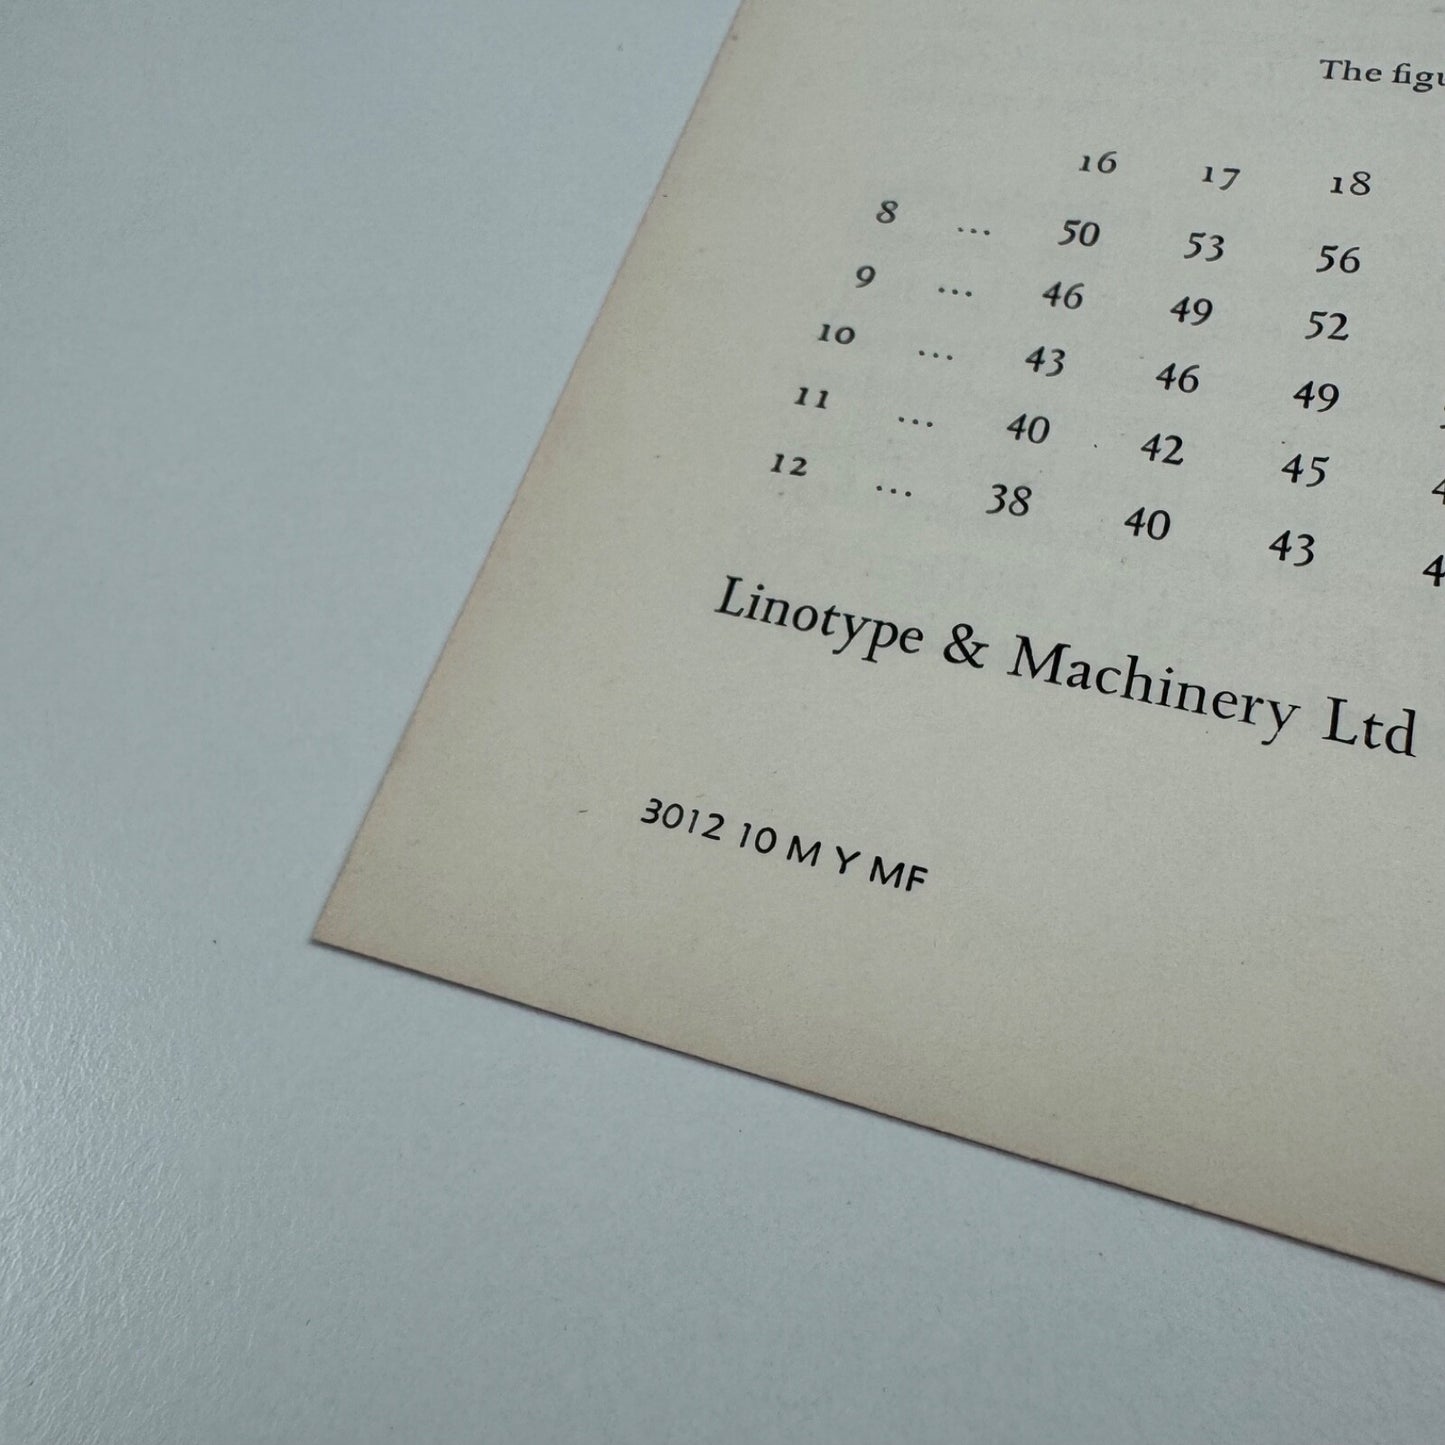 The
16 17 18
8 ... 50 53 56
9 ... 46 49 52
10 ... 43 46 49
11 ... 40 42 45
12 ... 38 40 43
Linotype & Machinery Ltd
3012 10 M Y MF